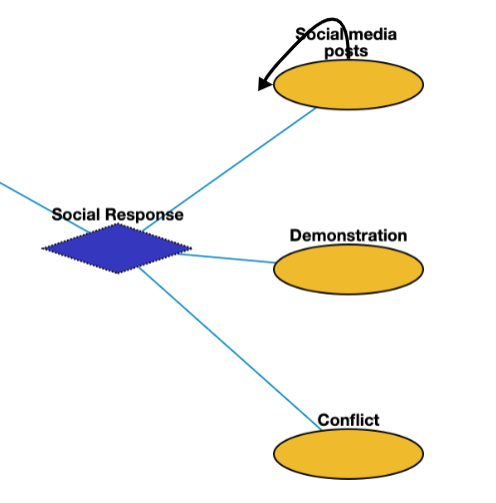 Social media
posts
Social Response
Demonstration
Conflict